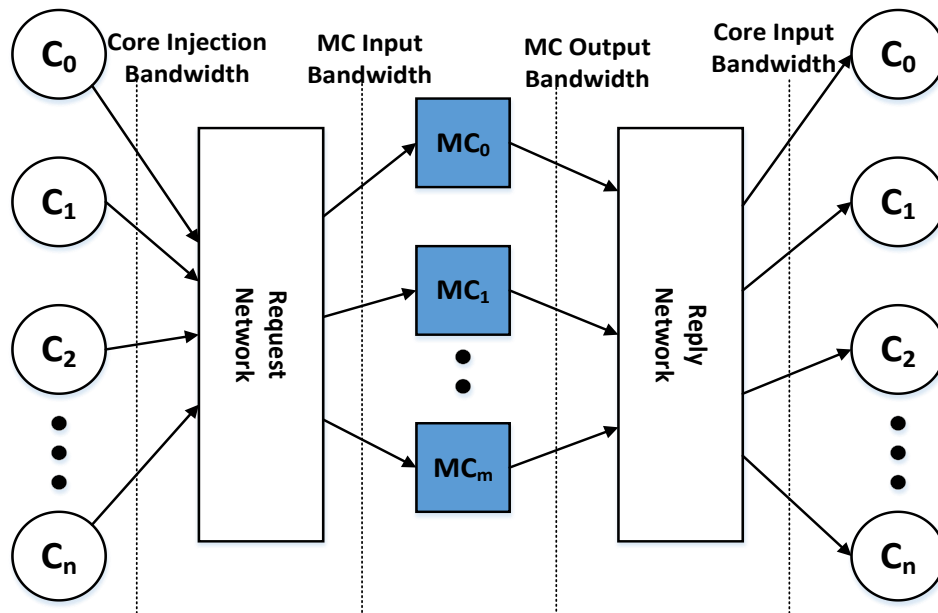 Core Injection
Bandwidth
MC Input
Bandwidth
MC Output
Bandwidth
Core Input
Bandwidth
C0
C1
C2
Cn
Request
Network
MC0
MC1
MCm
Reply
Network
C0
C1
C2
Cn